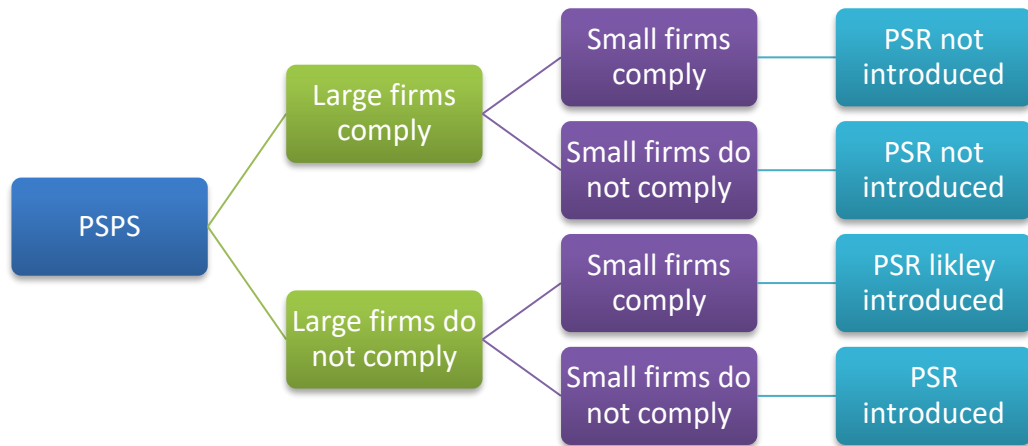 PSPS
Large firms
comply
Small firms
comply
PSR not
introduced
Small firms do
not comply
PSR not
introduced
Large firms do
not comply
Small firms
comply
PSR likley
introduced
Small firms do
not comply
PSR
introduced